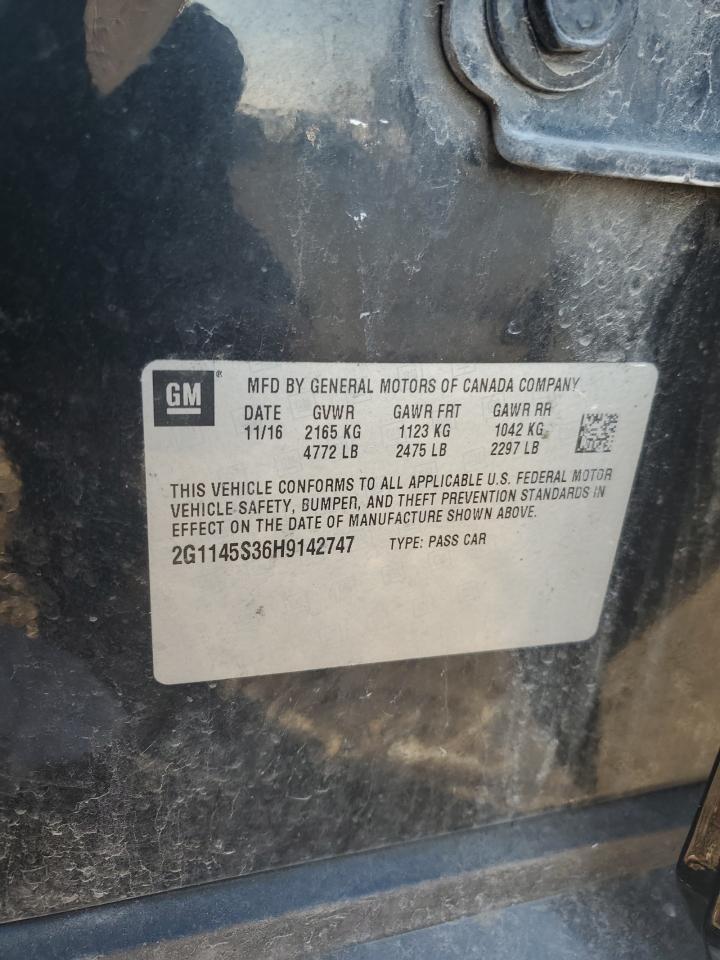 GM® MFD BY GENERAL MOTORS OF CANADA COMPANY
DATE GVWR GAWR FRT GAWR RR
11/16 2165 KG 1123 KG 1042 KG
4772 LB 2475 LB 2297 LB
THIS VEHICLE CONFORMS TO ALL APPLICABLE U.S. FEDERAL MOTOR
VEHICLE SAFETY, BUMPER, AND THEFT PREVENTION STANDARDS IN
EFFECT ON THE DATE OF MANUFACTURE SHOWN ABOVE.
2G1145S36H9142747 TYPE: PASS CAR